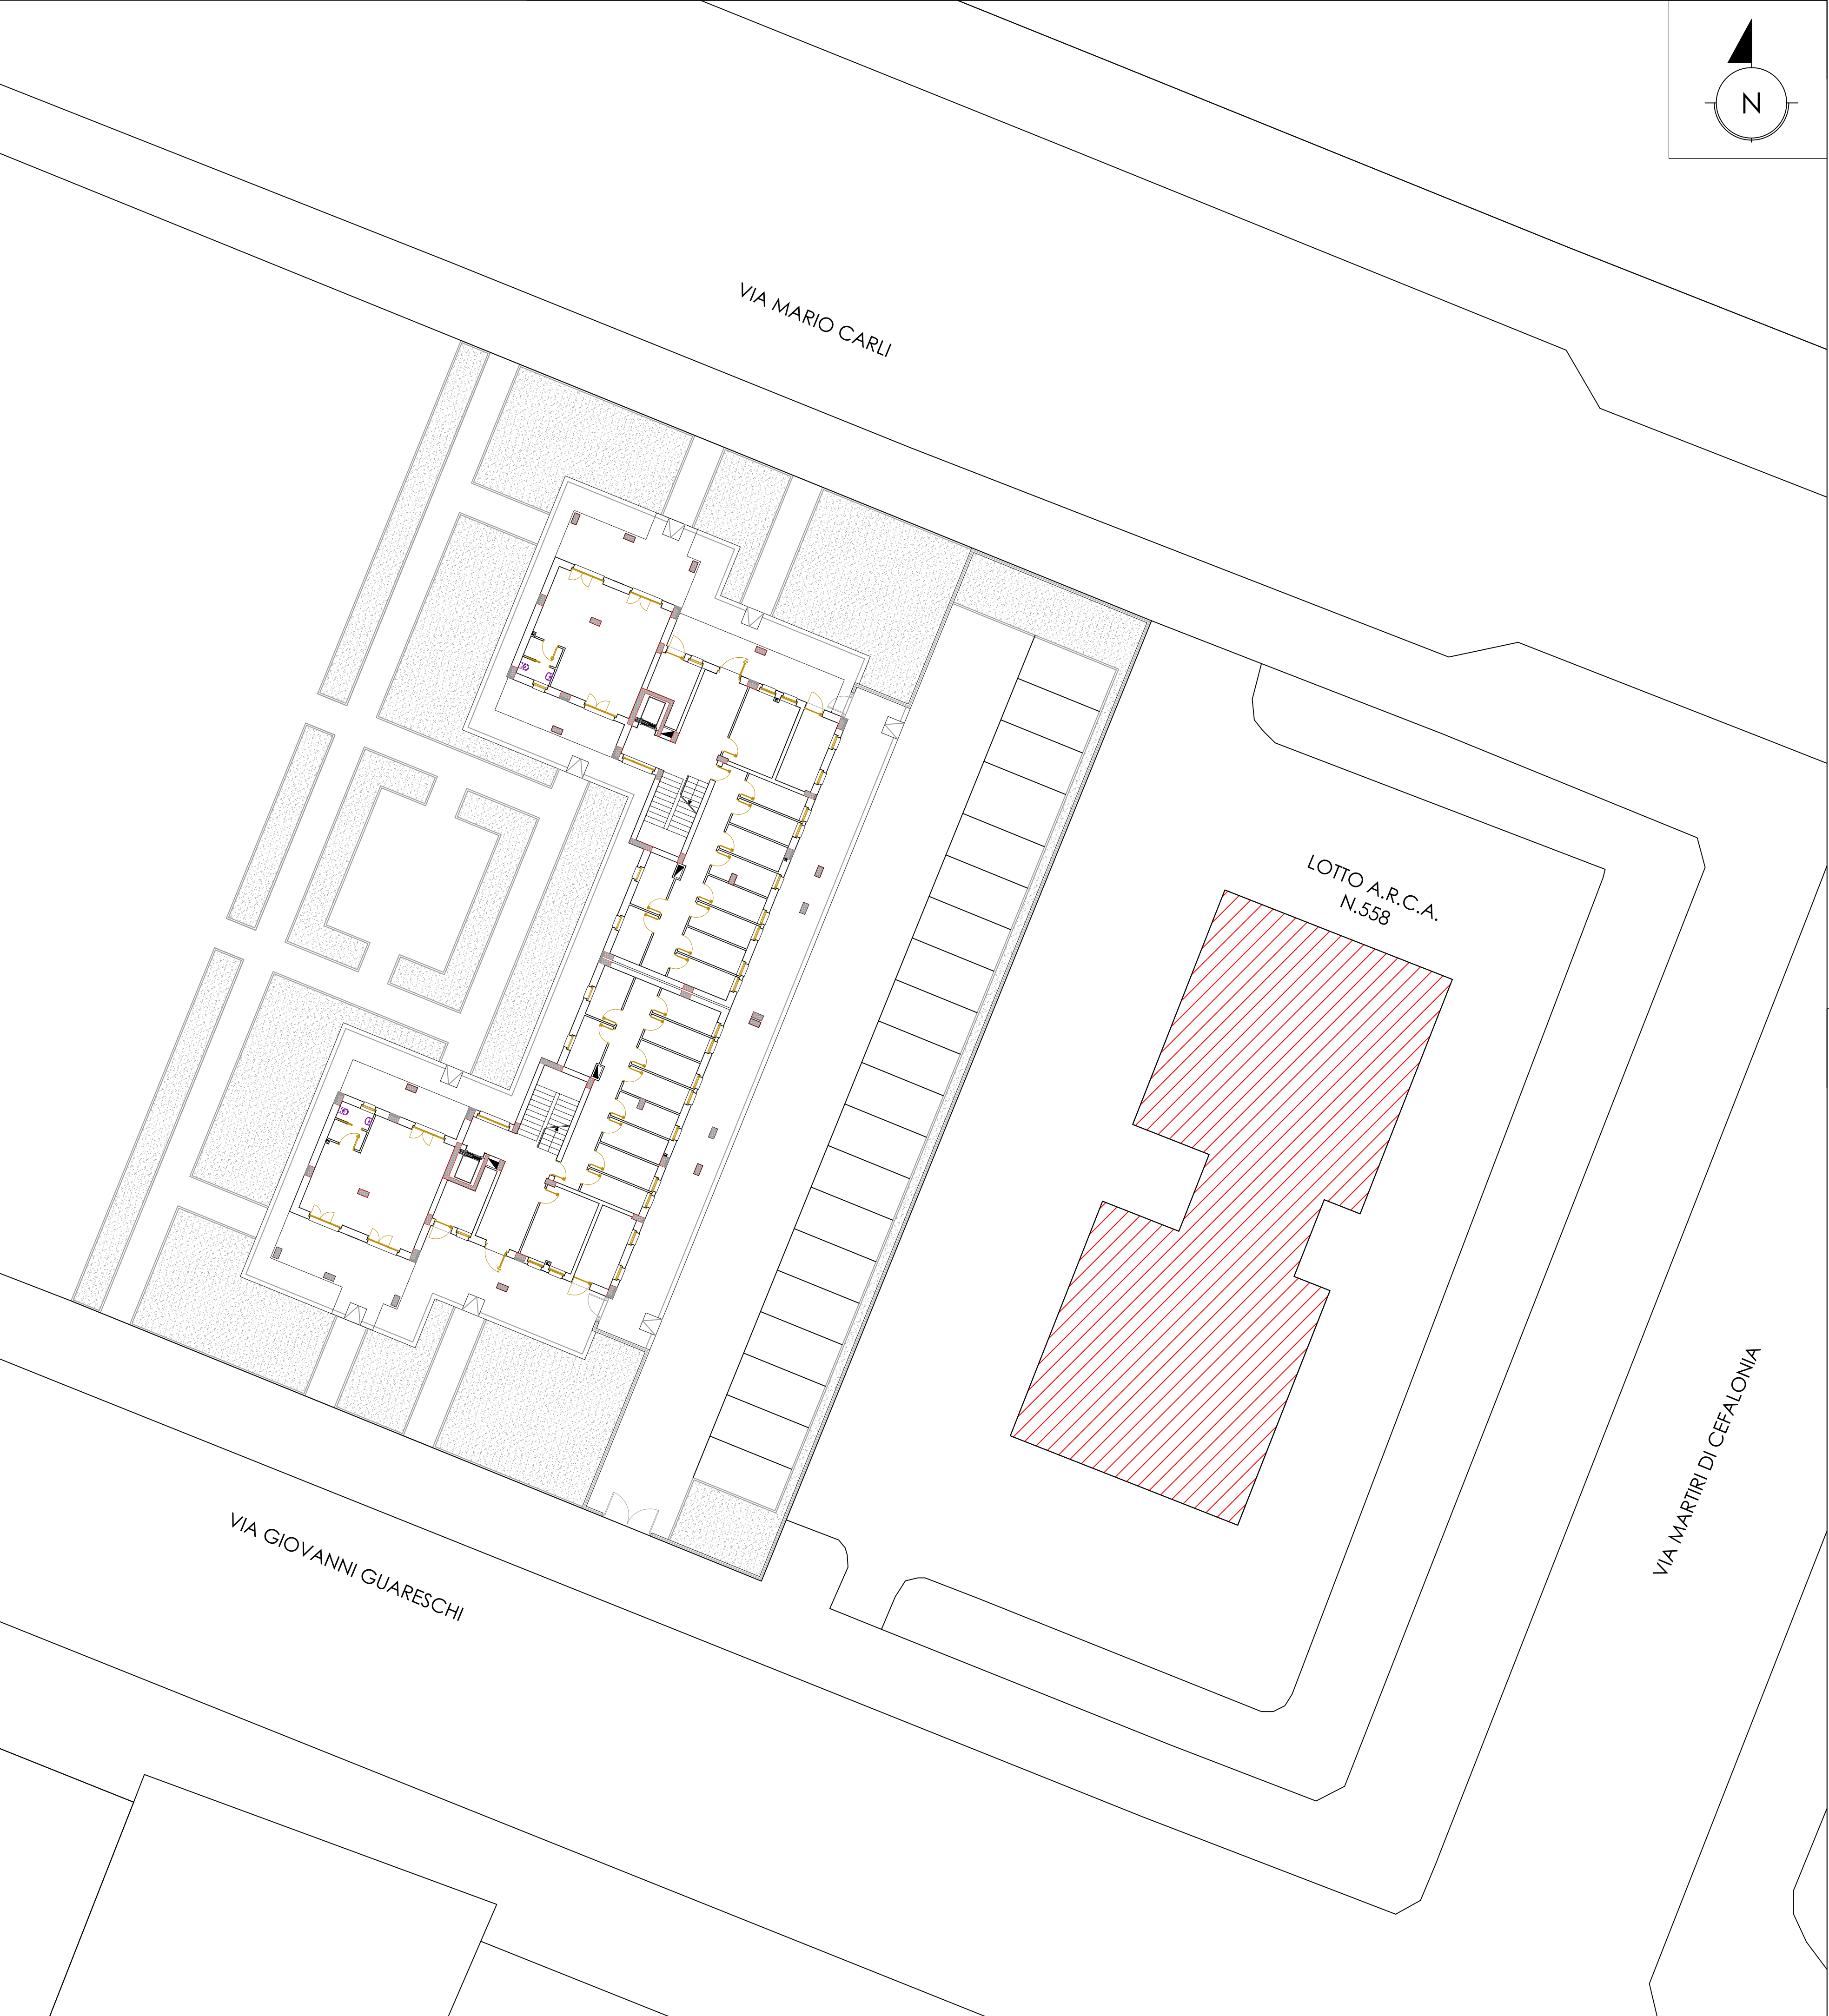 N
VIA MARIO CARLI
LOTTO A.R.C.A.
N.558
VIA MARTIRI DI CEFALONIA
VIA GIOVANNI GUARESCHI